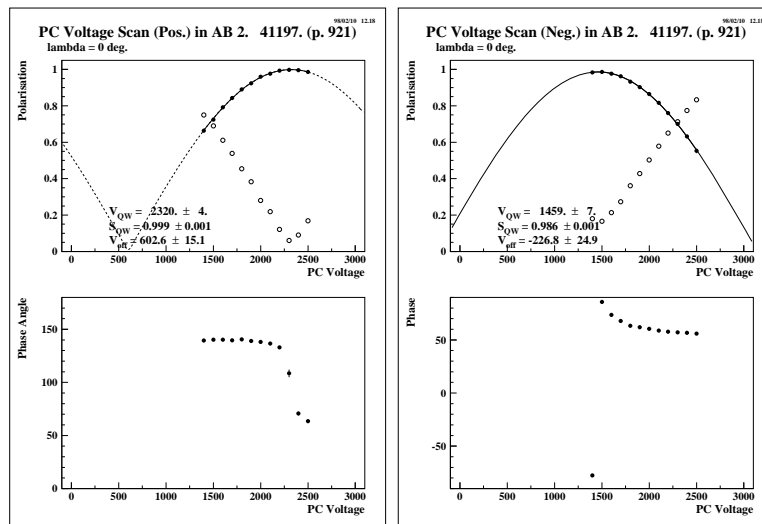 98/02/10 12.18
PC Voltage Scan (Pos.) in AB 2. 41197. (p. 921)
lambda = 0 deg.
Polarisation
1
0.8
0.6
0.4
0.2
0
V_QW = 2320. ± 4.
S_QW = 0.999 ± 0.001
V_off = 602.6 ± 15.1
0 500 1000 1500 2000 2500 3000
PC Voltage
Phase Angle
150
100
50
0
0 500 1000 1500 2000 2500 3000
PC Voltage
98/02/10 12.18
PC Voltage Scan (Neg.) in AB 2. 41197. (p. 921)
lambda = 0 deg.
Polarisation
1
0.8
0.6
0.4
0.2
0
V_QW = 1459. ± 7.
S_QW = 0.986 ± 0.001
V_off = -226.8 ± 24.9
0 500 1000 1500 2000 2500 3000
PC Voltage
Phase
50
0
-50
0 500 1000 1500 2000 2500 3000
PC Voltage